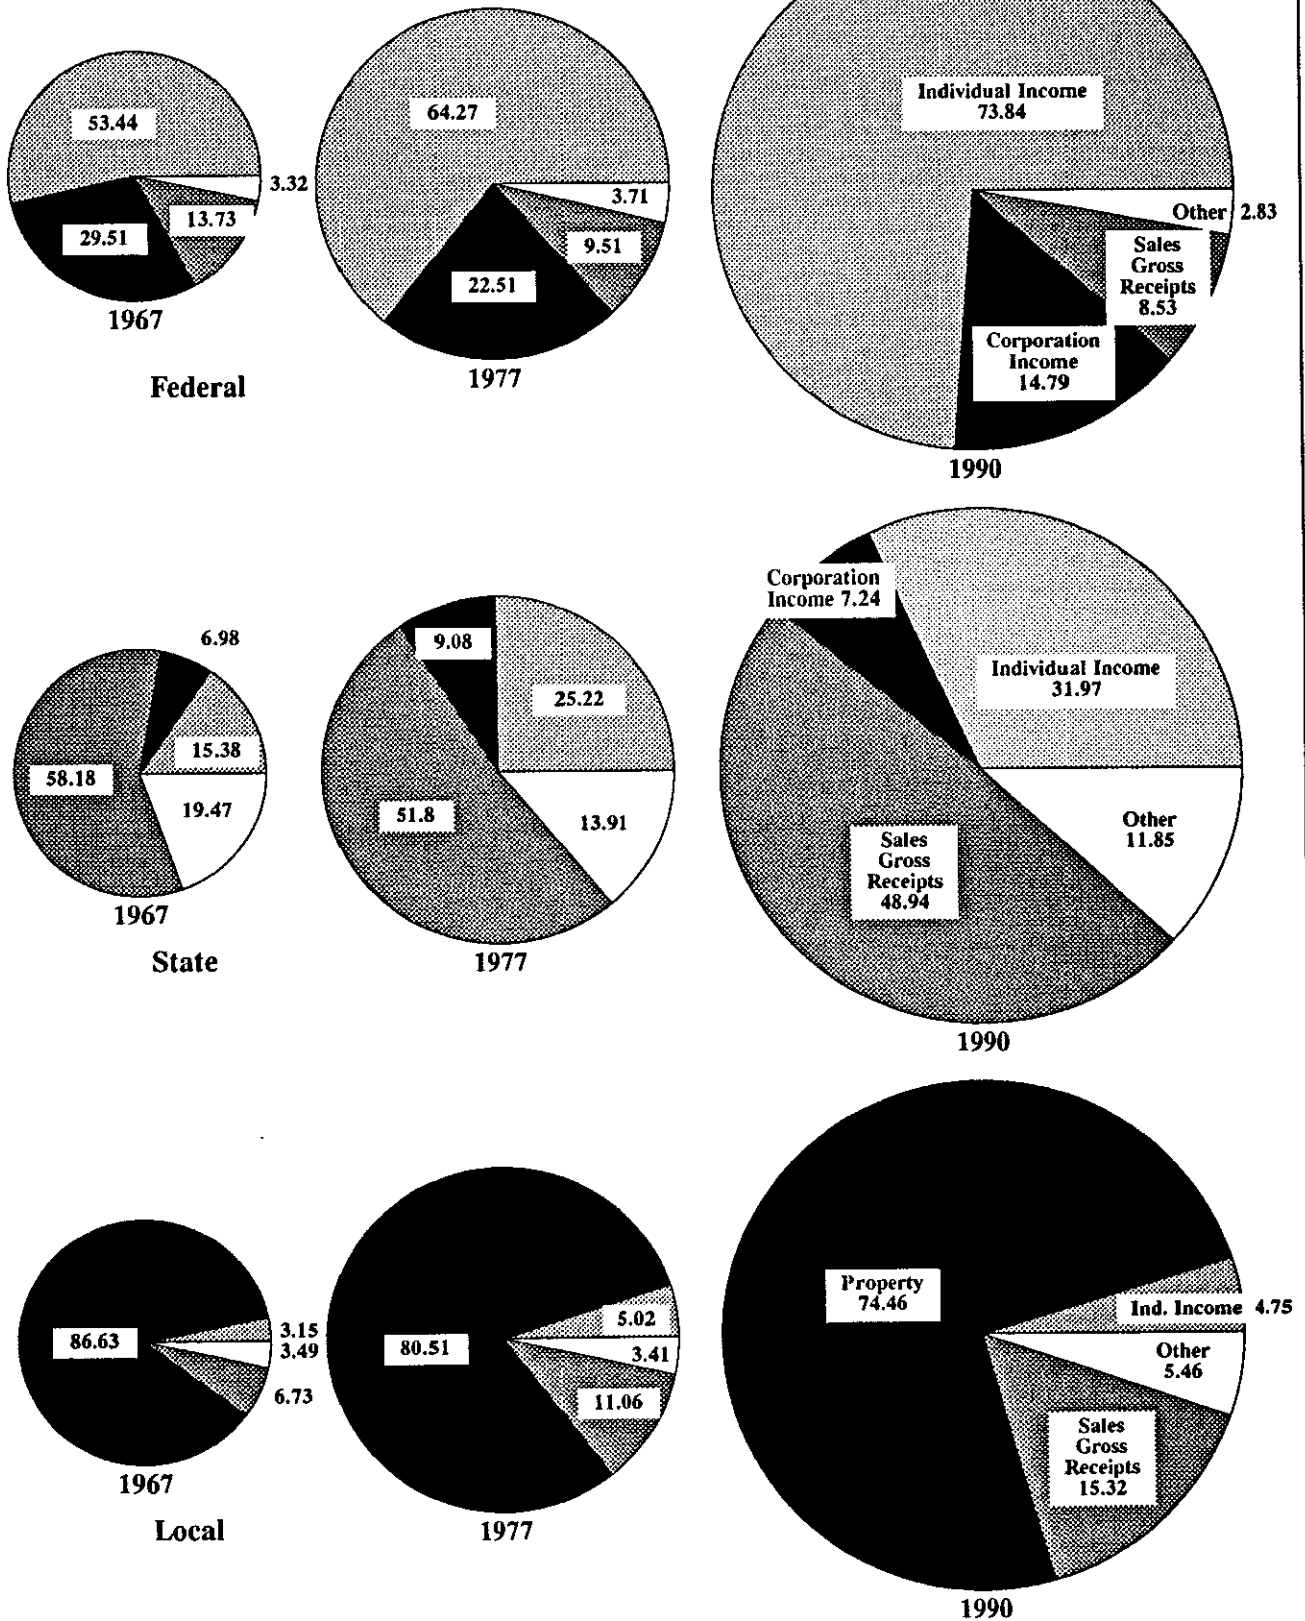 53.44
3.32
13.73
29.51
1967
64.27
3.71
9.51
22.51
1977
Individual Income
73.84
Other 2.83
Sales
Gross
Receipts
8.53
Corporation
Income
14.79
1990
Federal
6.98
15.38
58.18
19.47
1967
9.08
25.22
51.8
13.91
1977
Corporation
Income 7.24
Individual Income
31.97
Other
11.85
Sales
Gross
Receipts
48.94
1990
State
86.63
3.15
3.49
6.73
1967
5.02
80.51
3.41
11.06
1977
Property
74.46
Ind. Income 4.75
Other
5.46
Sales
Gross
Receipts
15.32
1990
Local